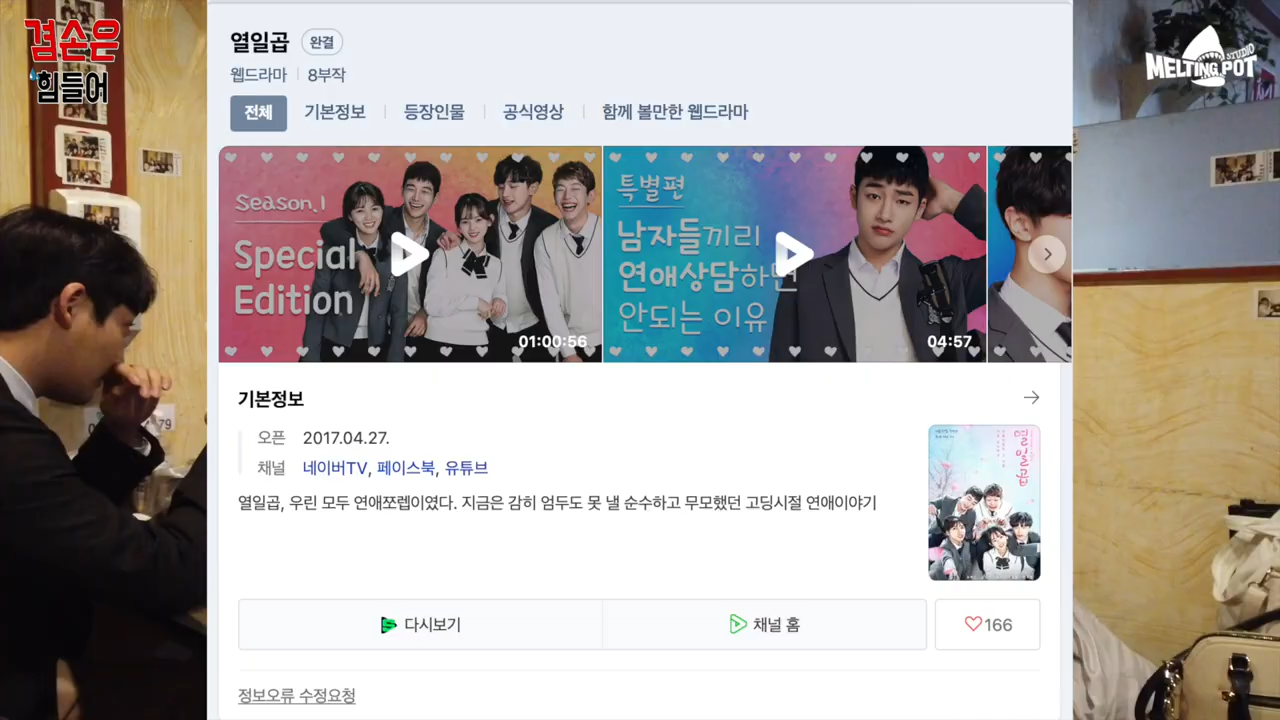 겸손은
힘들어
STUDIO
MELTING POT
열일곱 완결
웹드라마 8부작
전체 기본정보 등장인물 공식영상 함께 볼만한 웹드라마
Season.1
Special
Edition
01:00:56
특별편
남자들끼리
연애상담하면
안되는 이유
04:57
기본정보
오픈 2017.04.27.
채널 네이버TV, 페이스북, 유튜브
열일곱, 우린 모두 연애쪼렙이였다. 지금은 감히 엄두도 못 낼 순수하고 무모했던 고딩시절 연애이야기
열일곱
다시보기 채널 홈 166
정보오류 수정요청
79